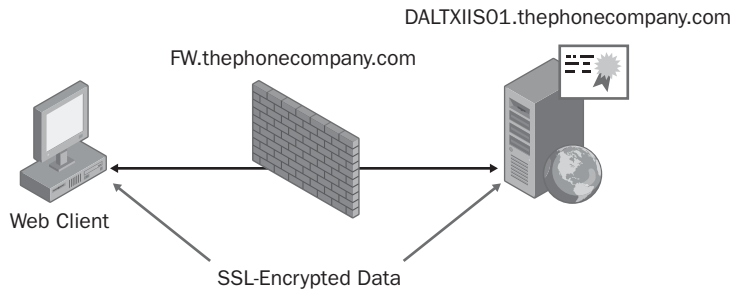 DALTXIIS01.thephonecompany.com
FW.thephonecompany.com
Web Client
SSL-Encrypted Data